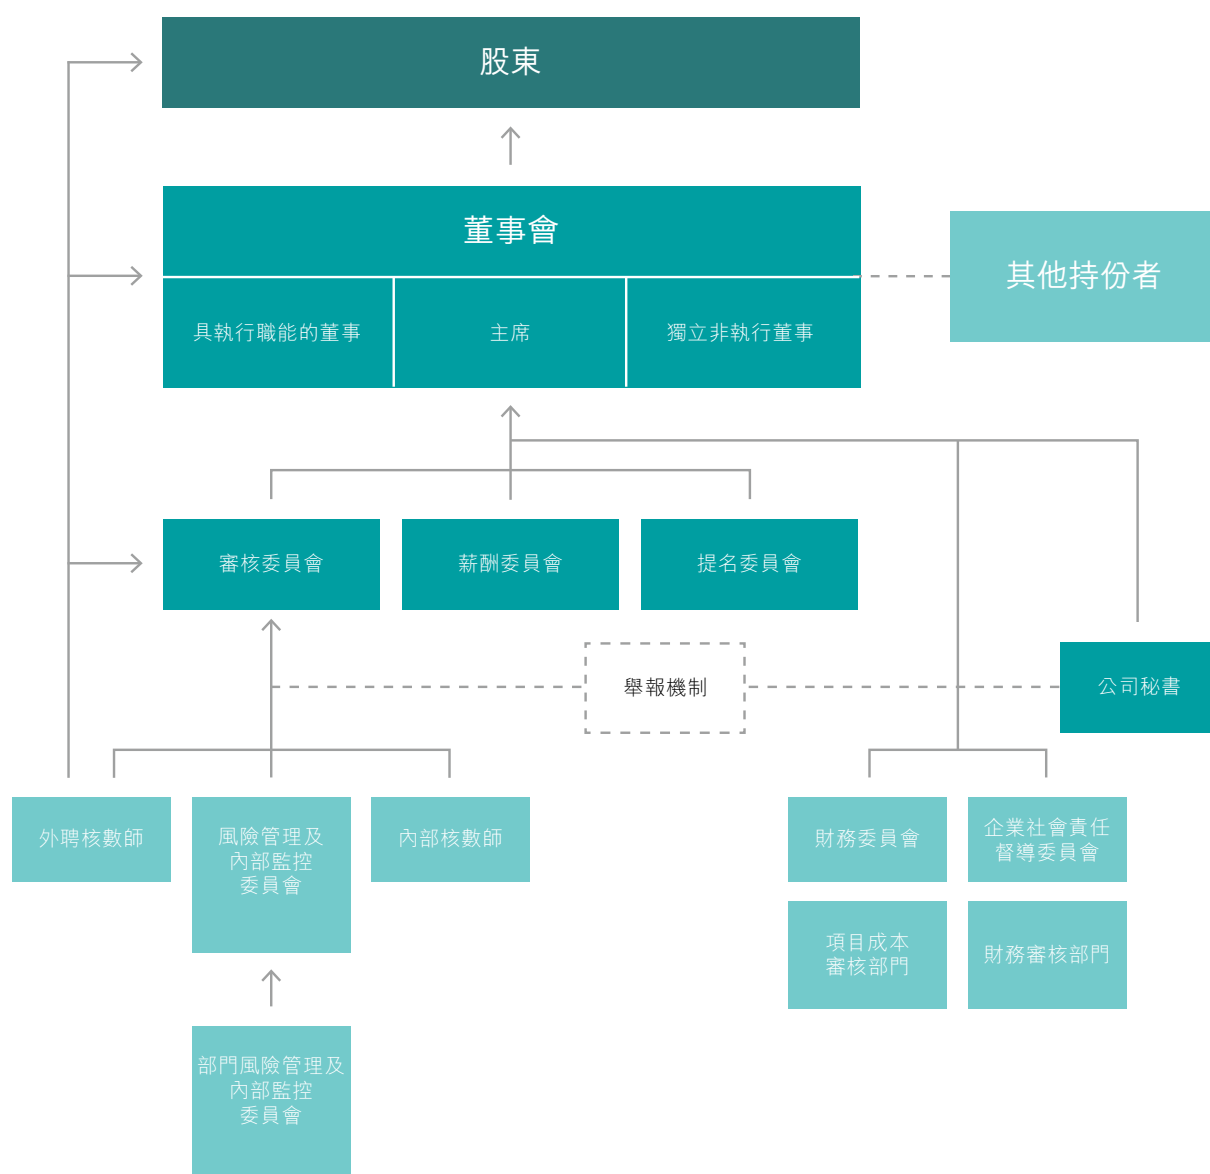 股東
董事會
其他持份者
具執行職能的董事
主席
獨立非執行董事
審核委員會
薪酬委員會
提名委員會
舉報機制
公司秘書
外聘核數師
風險管理及
內部監控
委員會
內部核數師
財務委員會
企業社會責任
督導委員會
項目成本
審核部門
財務審核部門
部門風險管理及
內部監控
委員會